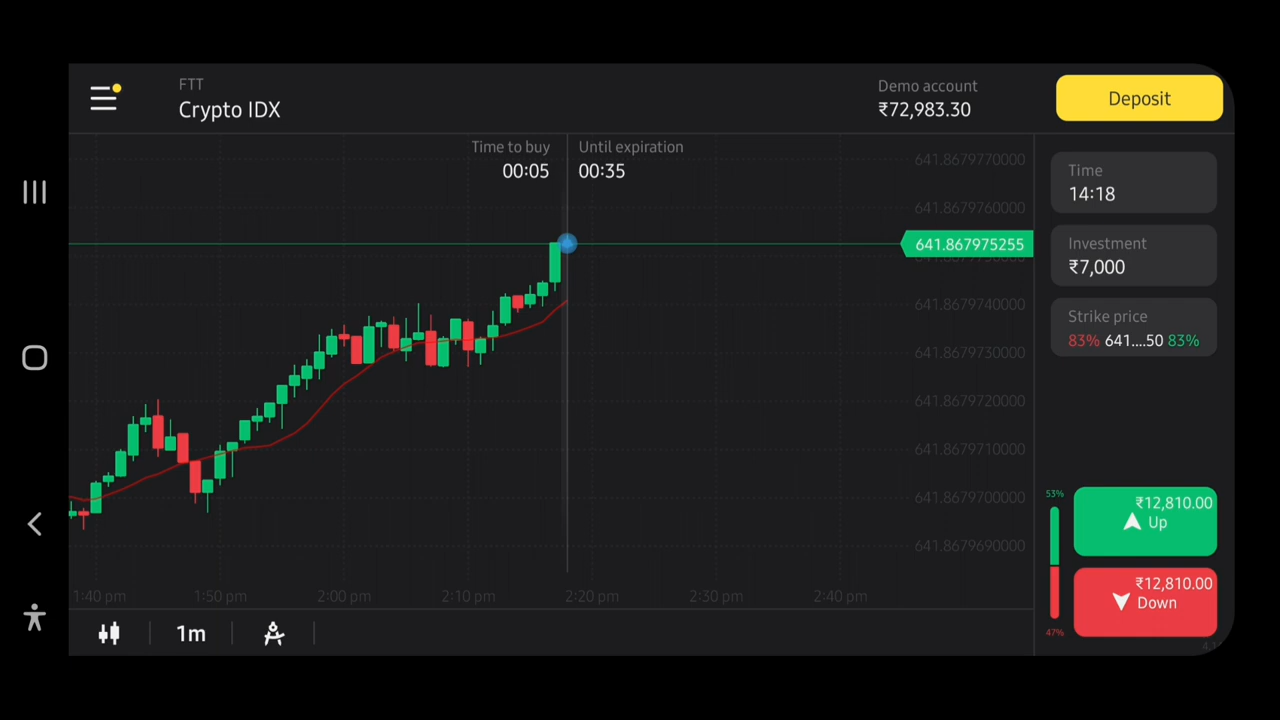 FTT
Crypto IDX
Demo account
₹72,983.30
Deposit
Time to buy
00:05
Until expiration
00:35
641.8679770000
641.8679760000
641.867975255
641.8679740000
641.8679730000
641.8679720000
641.8679710000
641.8679700000
641.8679690000
1:40 pm
1:50 pm
2:00 pm
2:10 pm
2:20 pm
2:30 pm
2:40 pm
1m
Time
14:18
Investment
₹7,000
Strike price
83% 641....50 83%
53%
₹12,810.00
Up
₹12,810.00
Down
47%